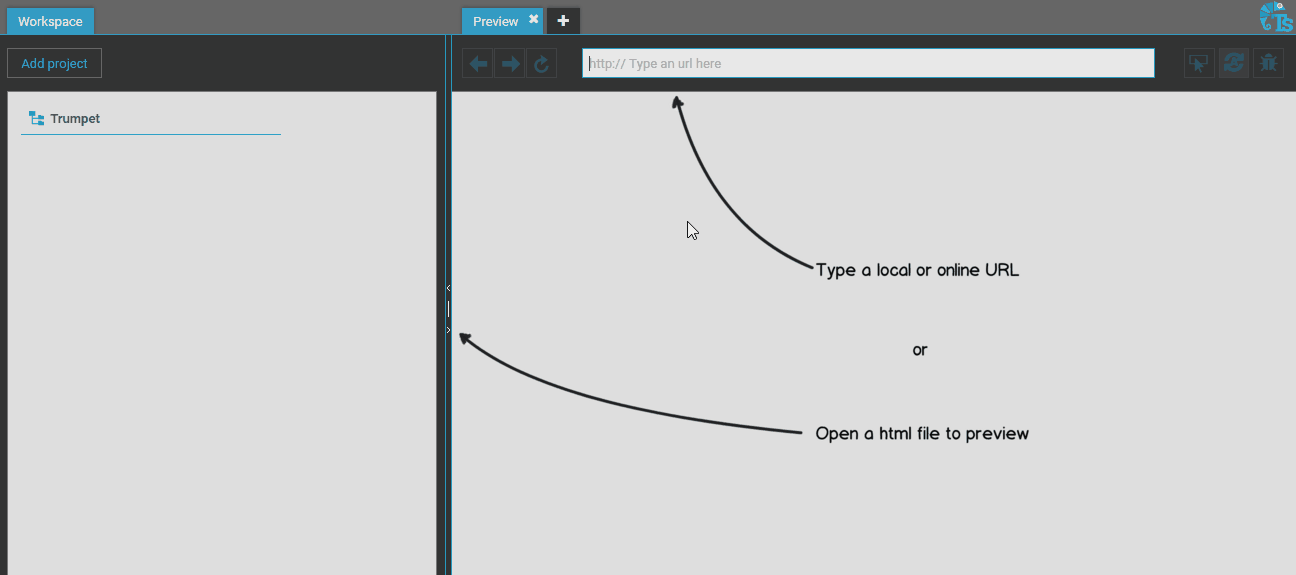 Workspace
Preview
TS
Add project
http:// Type an url here
Trumpet
Type a local or online URL
or
Open a html file to preview